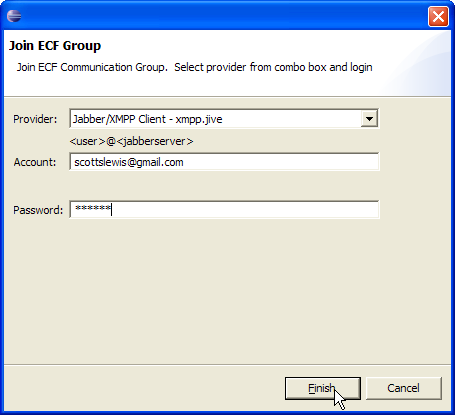 Join ECF Group
Join ECF Communication Group. Select provider from combo box and login
Provider: Jabber/XMPP Client - xmpp.jive
<user>@<jabberserver>
Account: scottslewis@gmail.com
Password: ******
Finish Cancel